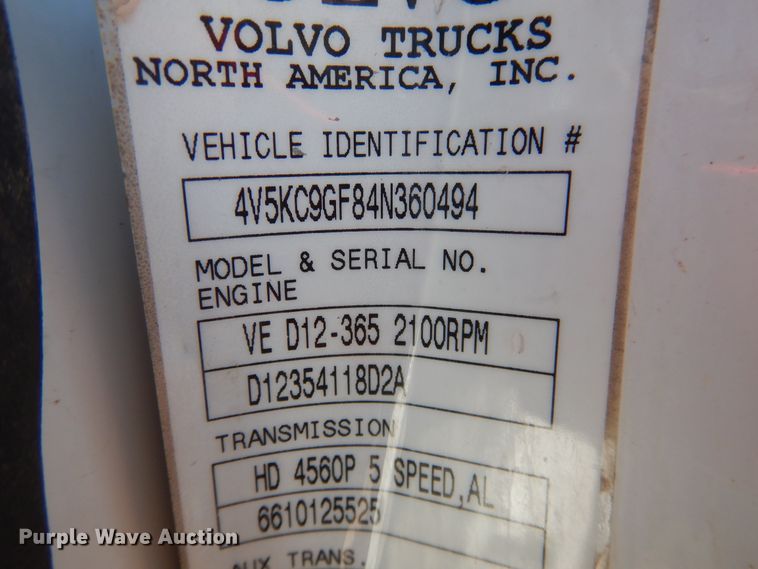 VOLVO
VOLVO TRUCKS
NORTH AMERICA, INC.
VEHICLE IDENTIFICATION #
4V5KC9GF84N360494
MODEL & SERIAL NO.
ENGINE
VE D12-365 2100RPM
D12354118D2A
TRANSMISSION
HD 4560P 5 SPEED,AL
6610125525
AUX TRANS.
Purple Wave Auction